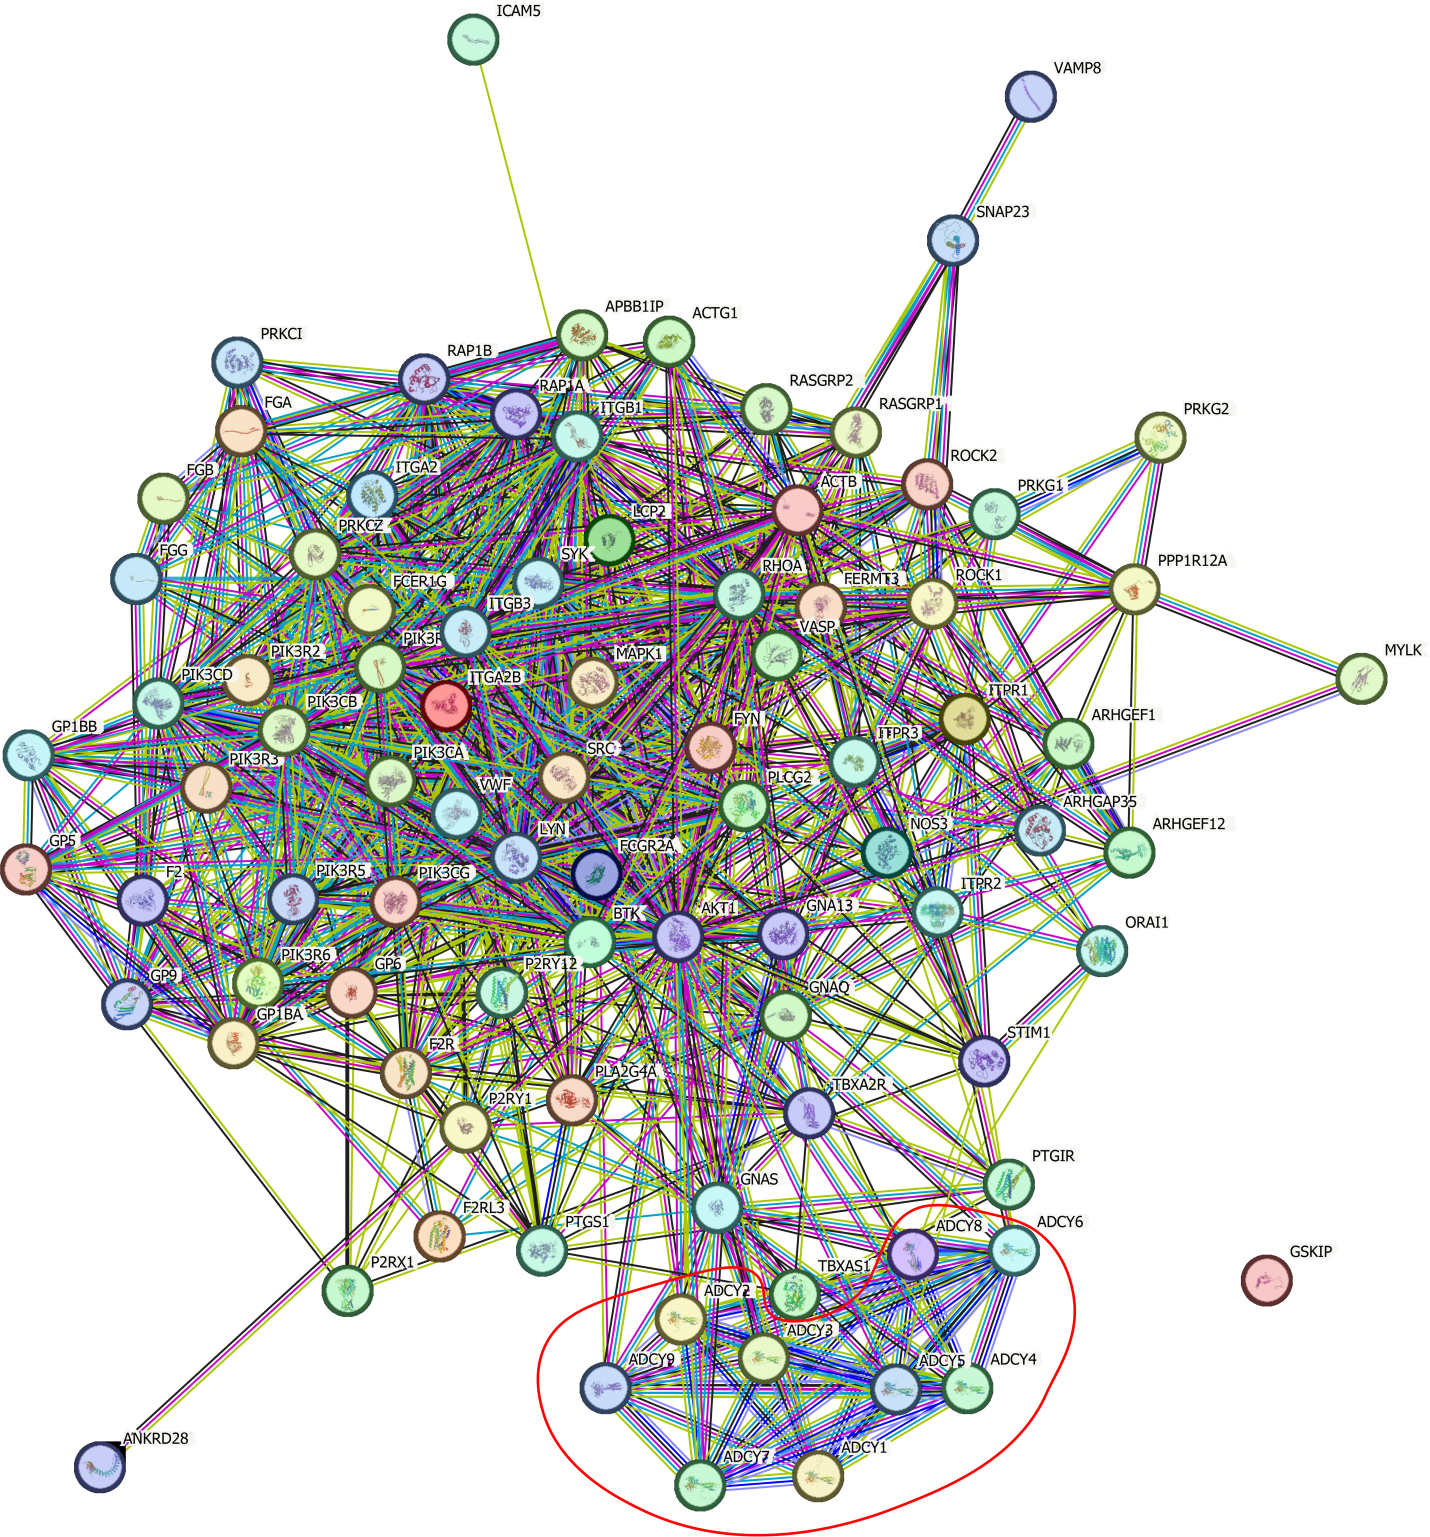 ICAM5
VAMP8
SNAP23
APBB1IP
ACTG1
PRKCI
RAP1B
RAP1A
RASGRP2
FGA
ITGB1
RASGRP1
PRKG2
FGB
ITGA2
ROCK2
ACTB
PRKG1
LCP2
PRKCZ
FGG
SYK
RHOA
FERMT3
ROCK1
PPP1R12A
FCER1G
ITGB3
VASP
PIK3R
PIK3R2
MAPK1
MYLK
PIK3CD
ITGA2B
ITPR1
PIK3CB
ARHGEF1
GP1BB
FYN
ITPR3
PIK3R3
PIK3CA
SRC
PLCG2
VWF
ARHGAP35
NOS3
ARHGEF12
LYN
GP5
FCGR2A
F2
PIK3R5
PIK3CG
ITPR2
AKT1
GNA13
BTK
ORAI1
PIK3R6
GP6
P2RY12
GP9
GNAQ
GP1BA
STIM1
F2R
PLA2G4A
TBXA2R
P2RY1
PTGIR
GNAS
F2RL3
PTGS1
ADCY8
ADCY6
GSKIP
P2RX1
TBXAS1
ADCY2
ADCY3
ADCY9
ADCY5
ADCY4
ANKRD28
ADCY7
ADCY1